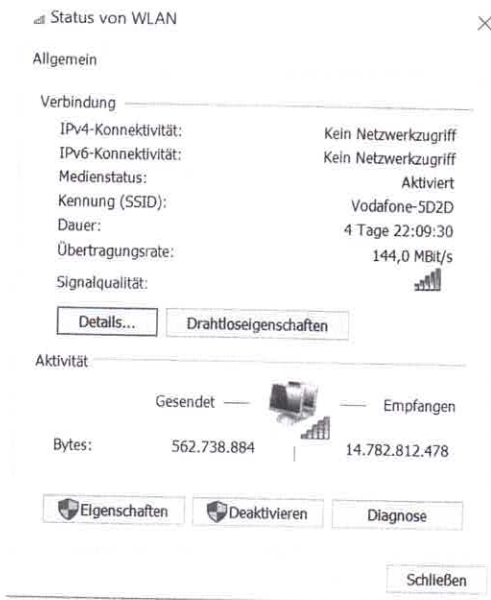 Status von WLAN
Allgemein
Verbindung
IPv4-Konnektivität: Kein Netzwerkzugriff
IPv6-Konnektivität: Kein Netzwerkzugriff
Medienstatus: Aktiviert
Kennung (SSID): Vodafone-5D2D
Dauer: 4 Tage 22:09:30
Übertragungsrate: 144,0 MBit/s
Signalqualität:
Details... Drahtloseigenschaften
Aktivität
Gesendet — — Empfangen
Bytes: 562.738.884 | 14.782.812.478
Eigenschaften Deaktivieren Diagnose
Schließen